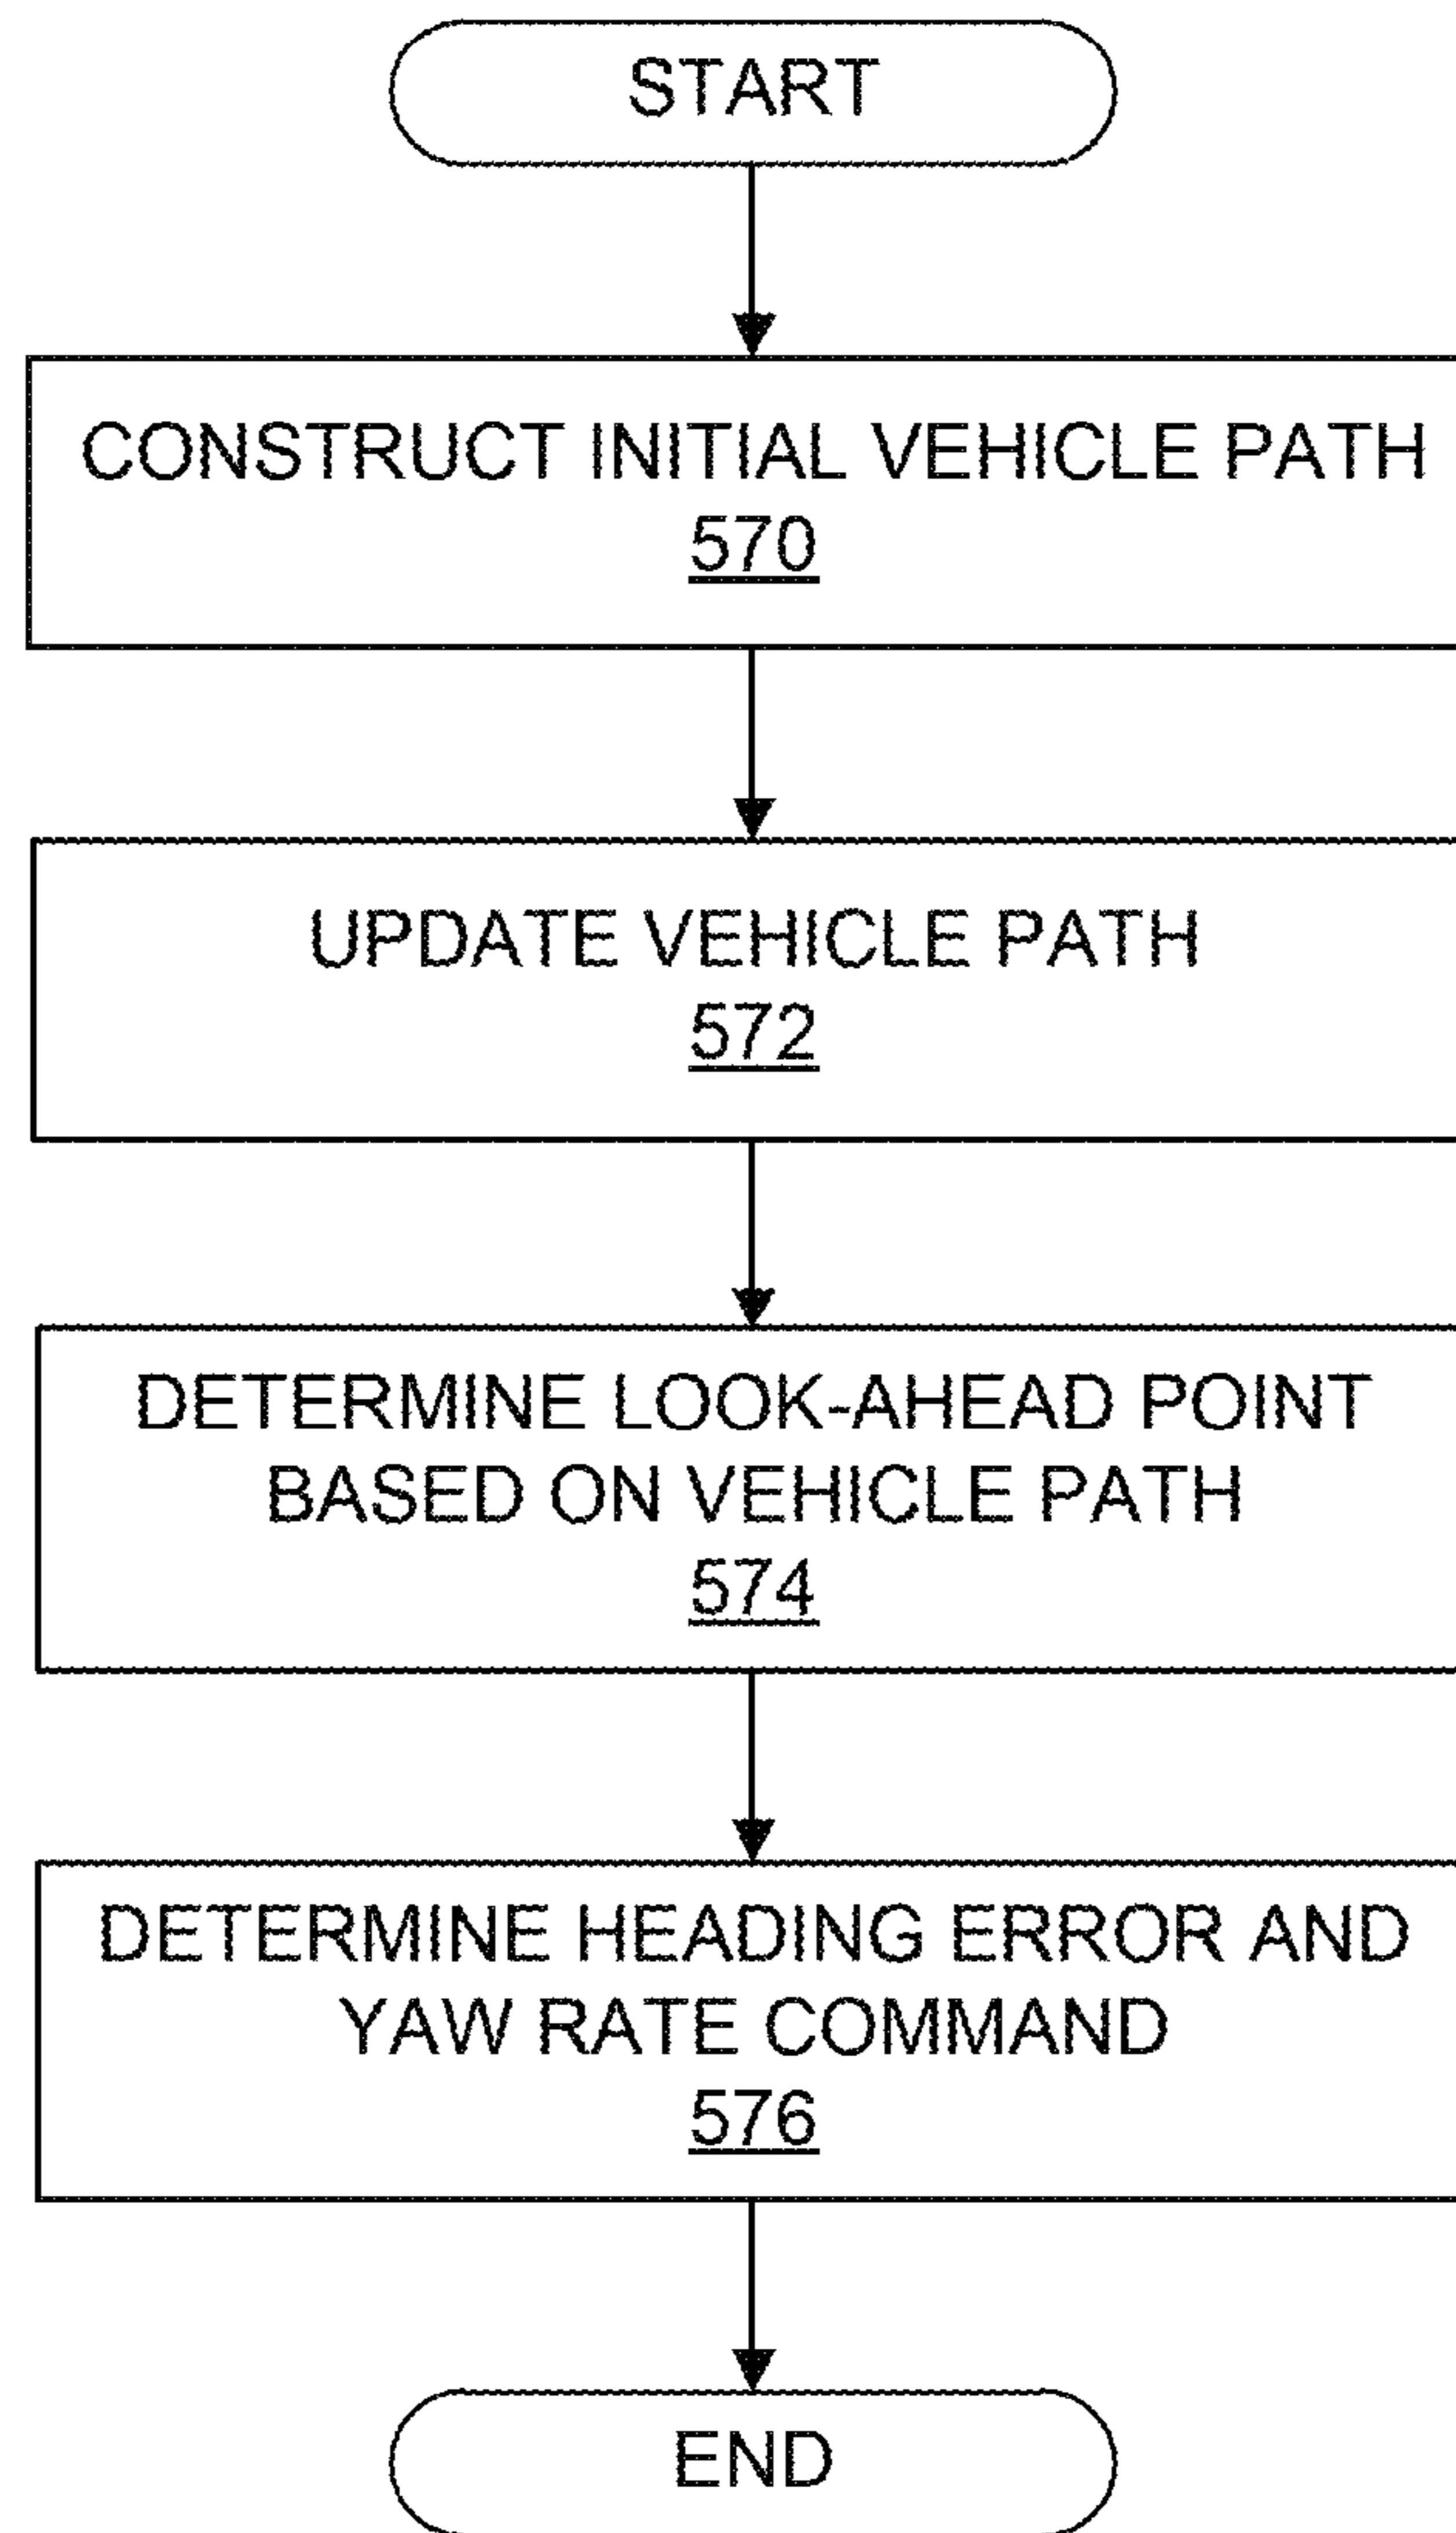 START
CONSTRUCT INITIAL VEHICLE PATH
570
UPDATE VEHICLE PATH
572
DETERMINE LOOK-AHEAD POINT
BASED ON VEHICLE PATH
574
DETERMINE HEADING ERROR AND
YAW RATE COMMAND
576
END